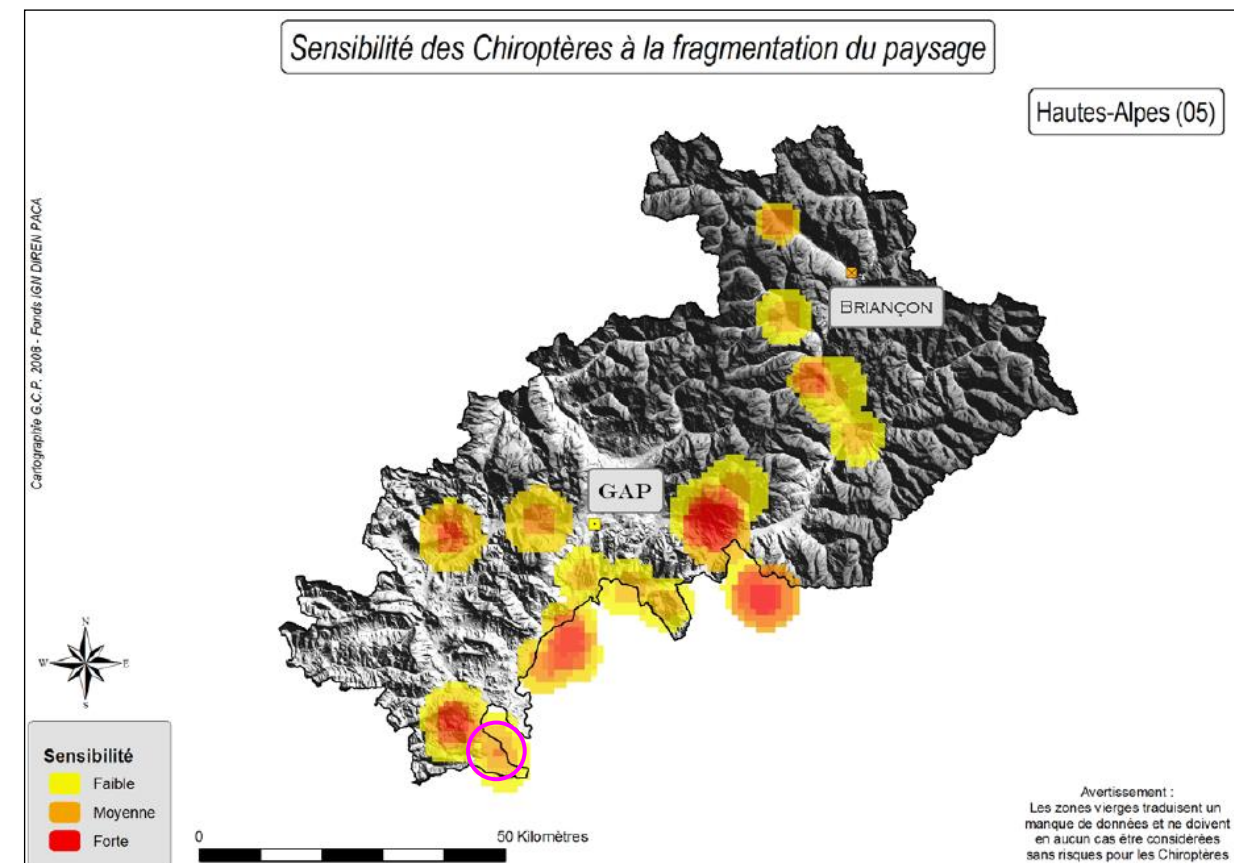 Sensibilité des Chiroptères à la fragmentation du paysage
Hautes-Alpes (05)
Cartographie G.C.P. 2008 - Fonds IGN DIREN PACA
BRIANÇON
GAP
N
W
E
S
Sensibilité
Faible
Moyenne
Forte
0
50 Kilomètres
Avertissement :
Les zones vierges traduisent un
manque de données et ne doivent
en aucun cas être considérées
sans risques pour les Chiroptères